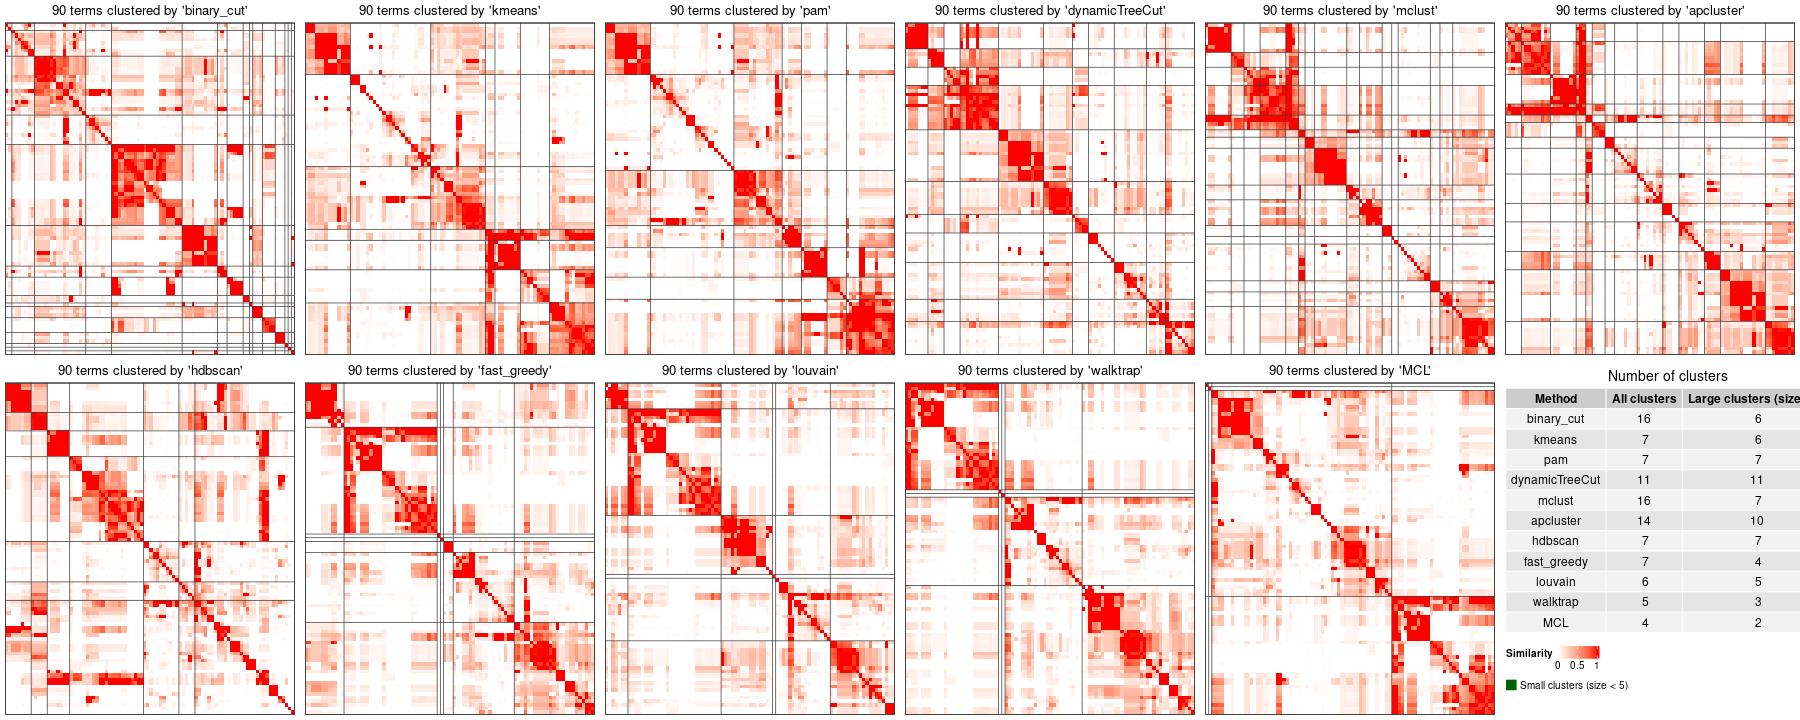 90 terms clustered by 'binary_cut'
90 terms clustered by 'kmeans'
90 terms clustered by 'pam'
90 terms clustered by 'dynamicTreeCut'
90 terms clustered by 'mclust'
90 terms clustered by 'apcluster'
90 terms clustered by 'hdbscan'
90 terms clustered by 'fast_greedy'
90 terms clustered by 'louvain'
90 terms clustered by 'walktrap'
90 terms clustered by 'MCL'
Number of clusters
Method All clusters Large clusters (size
binary_cut 16 6
kmeans 7 6
pam 7 7
dynamicTreeCut 11 11
mclust 16 7
apcluster 14 10
hdbscan 7 7
fast_greedy 7 4
louvain 6 5
walktrap 5 3
MCL 4 2
Similarity
0 0.5 1
Small clusters (size < 5)